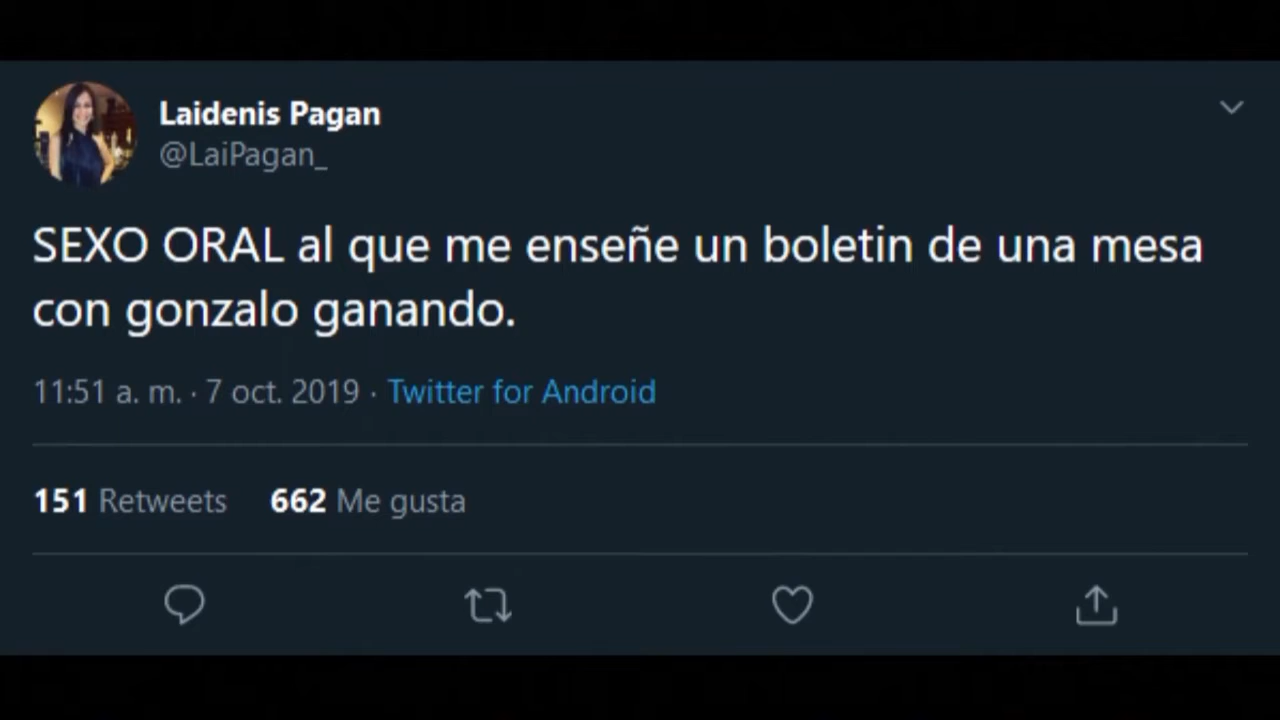 Laidenis Pagan
@LaiPagan_
SEXO ORAL al que me enseñe un boletin de una mesa
con gonzalo ganando.
11:51 a. m. · 7 oct. 2019 · Twitter for Android
151 Retweets 662 Me gusta